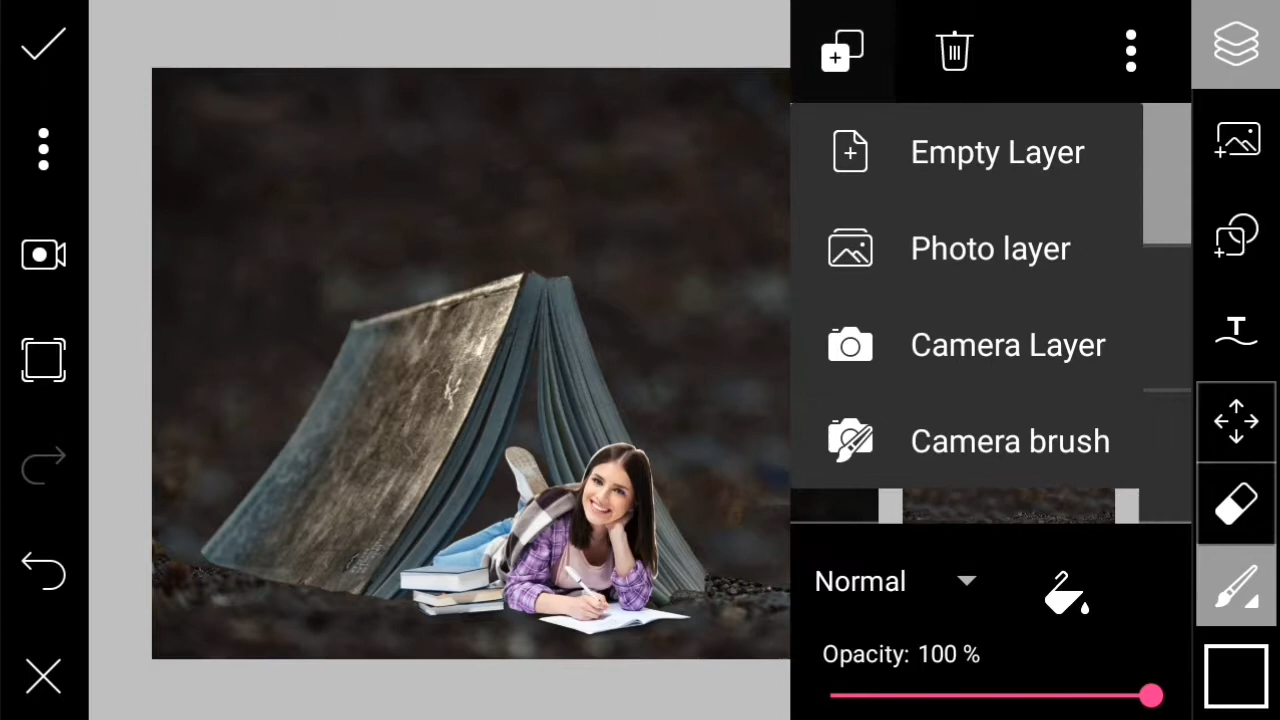 Empty Layer
Photo layer
Camera Layer
Camera brush
Normal
Opacity: 100 %
T